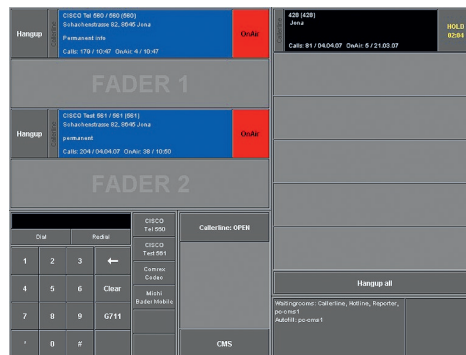 Hangup
Callerline
CISCO Tel 560 / 560 (560)
Schachenstrasse 82, 8645 Jona
Permanent info
Calls: 179 / 10:47 OnAir: 4 / 10:47
OnAir
FADER 1
Hangup
Callerline
CISCO Test 561 / 561 (561)
Schachenstrasse 82, 8645 Jona
permanent
Calls: 204 / 04.04.07 OnAir: 38 / 10:50
OnAir
FADER 2
Callerline
428 (428)
Jona
Calls: 81 / 04.04.07 OnAir: 5 / 21.03.07
HOLD
02:04
Dial
Redial
1
2
3
←
4
5
6
Clear
7
8
9
G711
*
0
#
CISCO
Tel 560
CISCO
Test 561
Comrex
Codec
Michi
Bader Mobile
Callerline: OPEN
CMS
Hangup all
Waitingrooms: Callerline, Hotline, Reporter,
pc-cms1
Autofill: pc-cms1